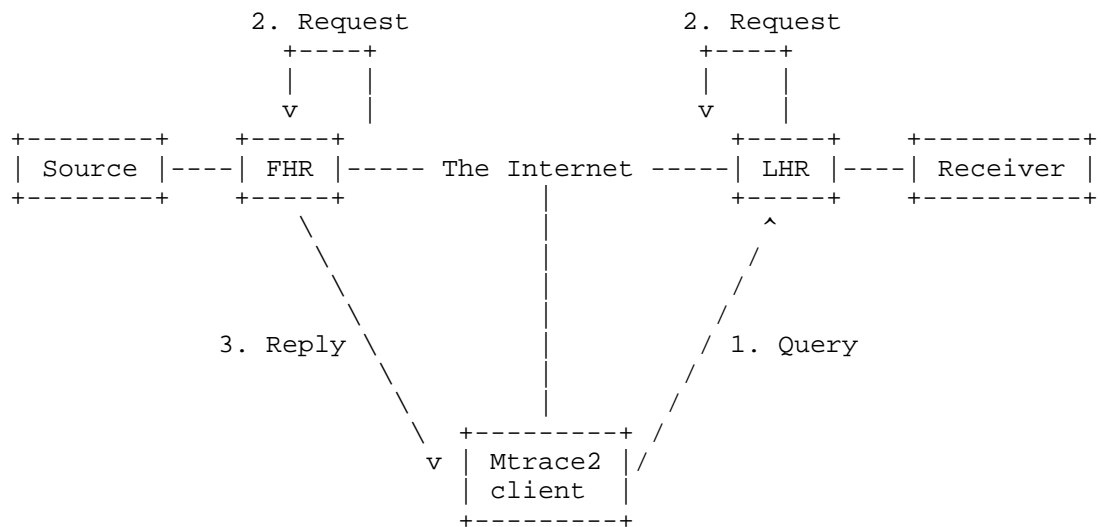 2. Request 2. Request
Source FHR The Internet LHR Receiver
3. Reply 1. Query
Mtrace2
client